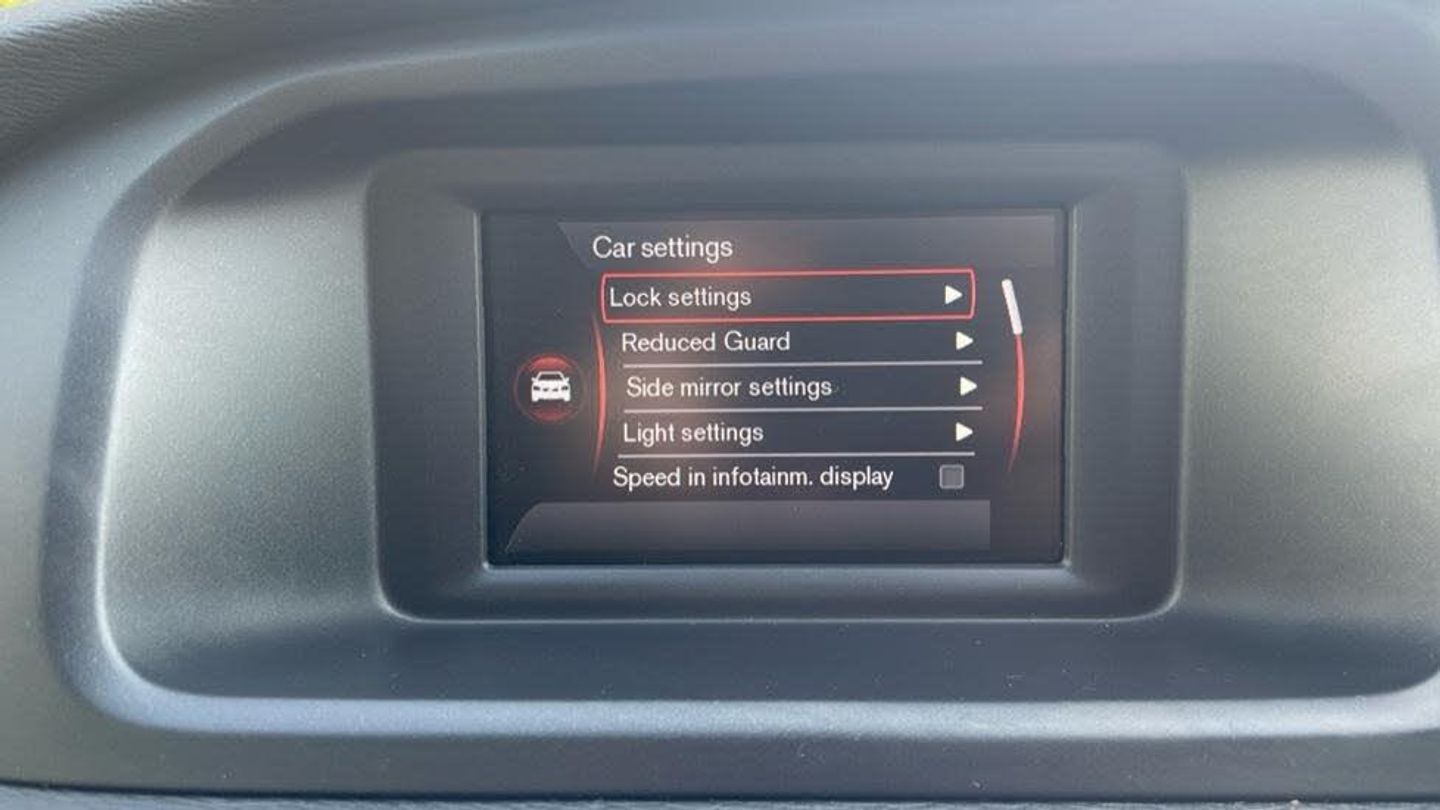 Car settings
Lock settings
Reduced Guard
Side mirror settings
Light settings
Speed in infotainm. display